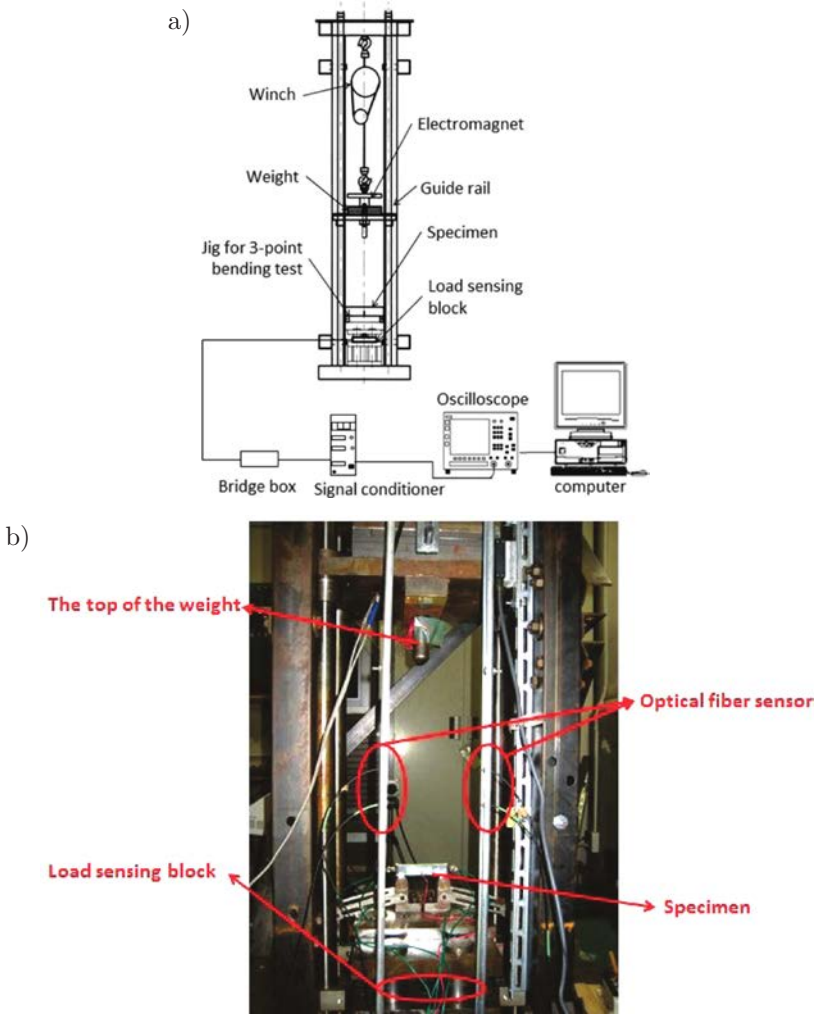 a)
Winch
Electromagnet
Weight
Guide rail
Specimen
Jig for 3-point
bending test
Load sensing
block
Oscilloscope
Bridge box
Signal conditioner
computer
b)
The top of the weight
Optical fiber sensor
Load sensing block
Specimen